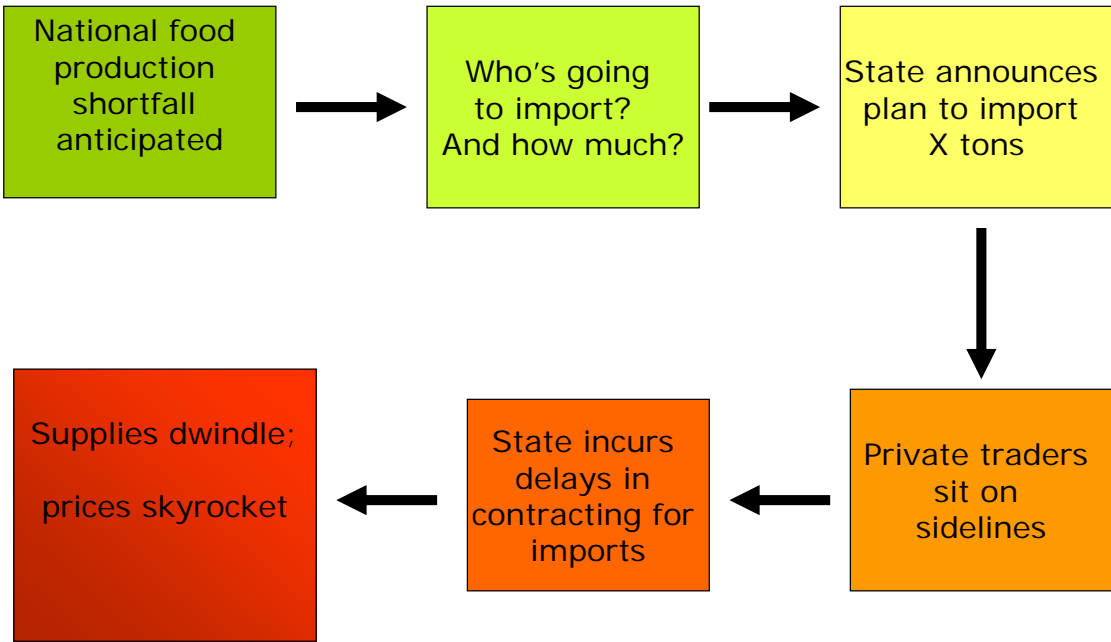 National food
production
shortfall
anticipated
Who's going
to import?
And how much?
State announces
plan to import
X tons
Private traders
sit on
sidelines
State incurs
delays in
contracting for
imports
Supplies dwindle;
prices skyrocket